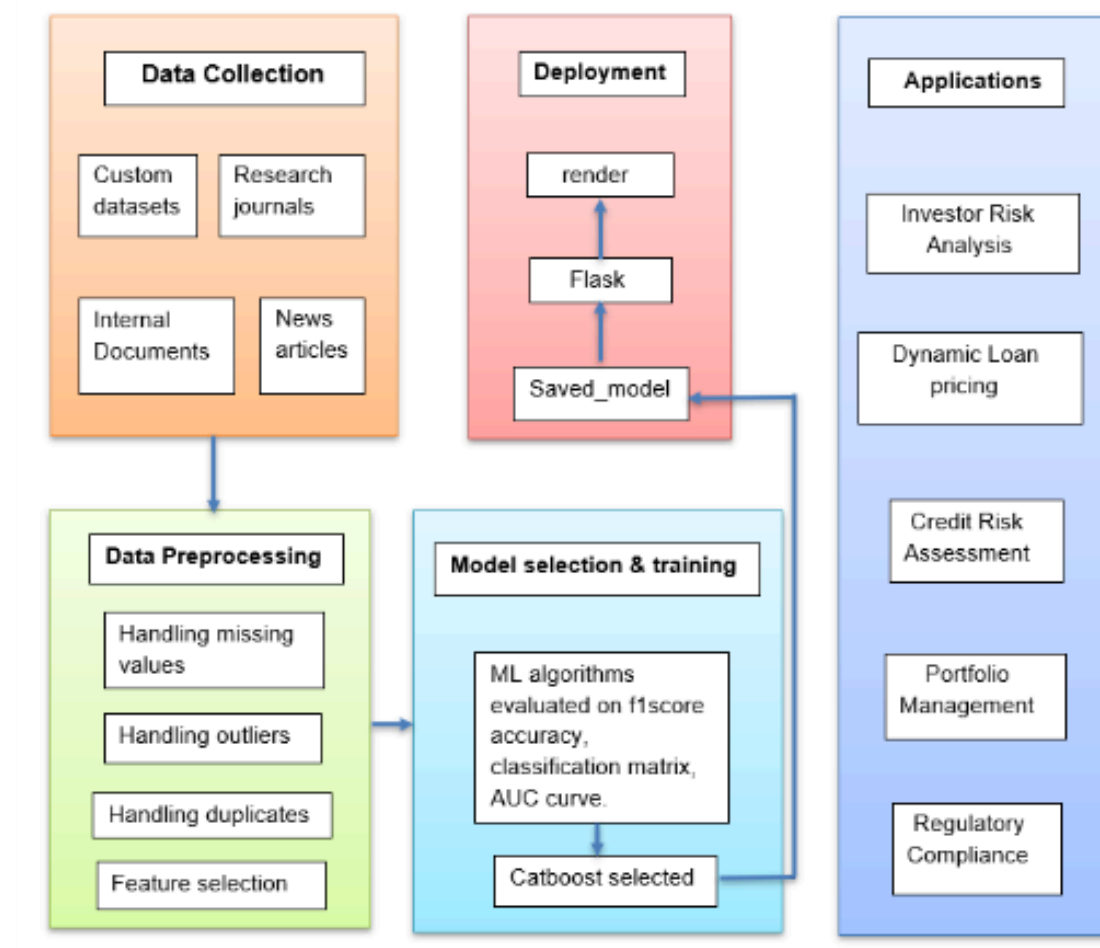 Data Collection
Custom
datasets
Research
journals
Internal
Documents
News
articles
Data Preprocessing
Handling missing
values
Handling outliers
Handling duplicates
Feature selection
Model selection & training
ML algorithms
evaluated on f1score
accuracy,
classification matrix,
AUC curve.
Catboost selected
Deployment
render
Flask
Saved_model
Applications
Investor Risk
Analysis
Dynamic Loan
pricing
Credit Risk
Assessment
Portfolio
Management
Regulatory
Compliance